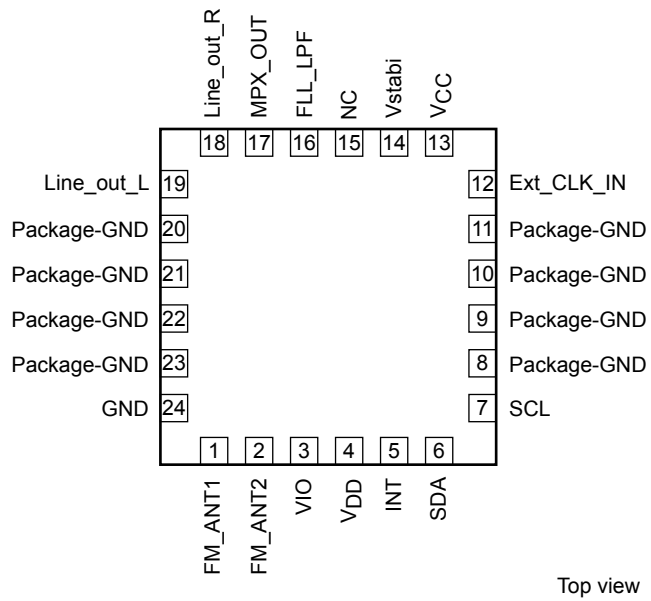 Line_out_R
MPX_OUT
FLL_LPF
NC
Vstabi
VCC
18 17 16 15 14 13
Line_out_L 19 12 Ext_CLK_IN
Package-GND 20 11 Package-GND
Package-GND 21 10 Package-GND
Package-GND 22 9 Package-GND
Package-GND 23 8 Package-GND
GND 24 7 SCL
1 2 3 4 5 6
FM_ANT1
FM_ANT2
VIO
VDD
INT
SDA
Top view